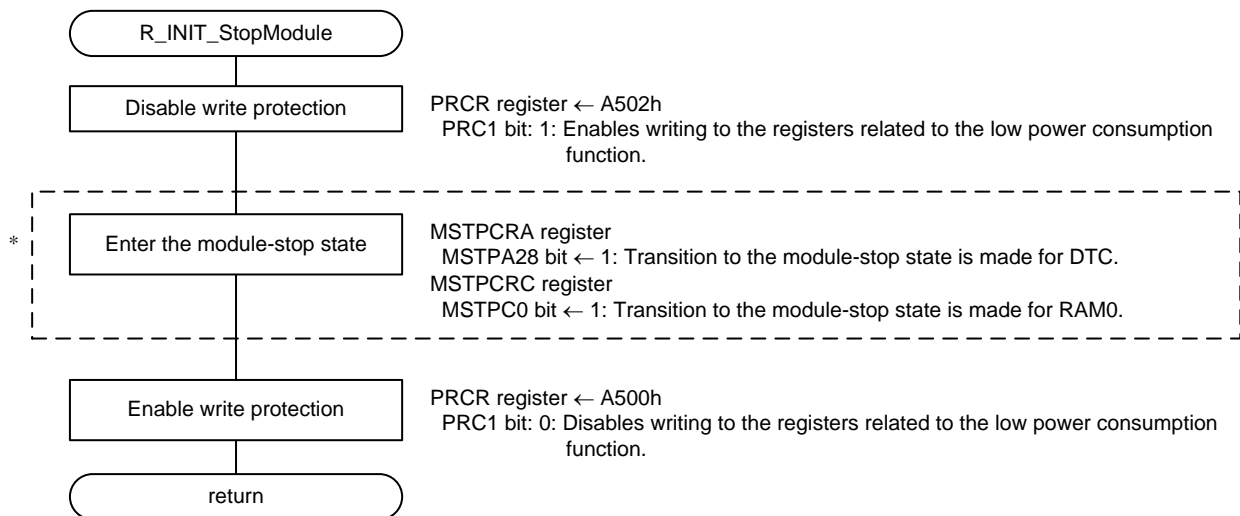 R_INIT_StopModule
Disable write protection
PRCR register ← A502h
PRC1 bit: 1: Enables writing to the registers related to the low power consumption
function.
*
Enter the module-stop state
MSTPCRA register
MSTPA28 bit ← 1: Transition to the module-stop state is made for DTC.
MSTPCRC register
MSTPC0 bit ← 1: Transition to the module-stop state is made for RAM0.
Enable write protection
PRCR register ← A500h
PRC1 bit: 0: Disables writing to the registers related to the low power consumption
function.
return